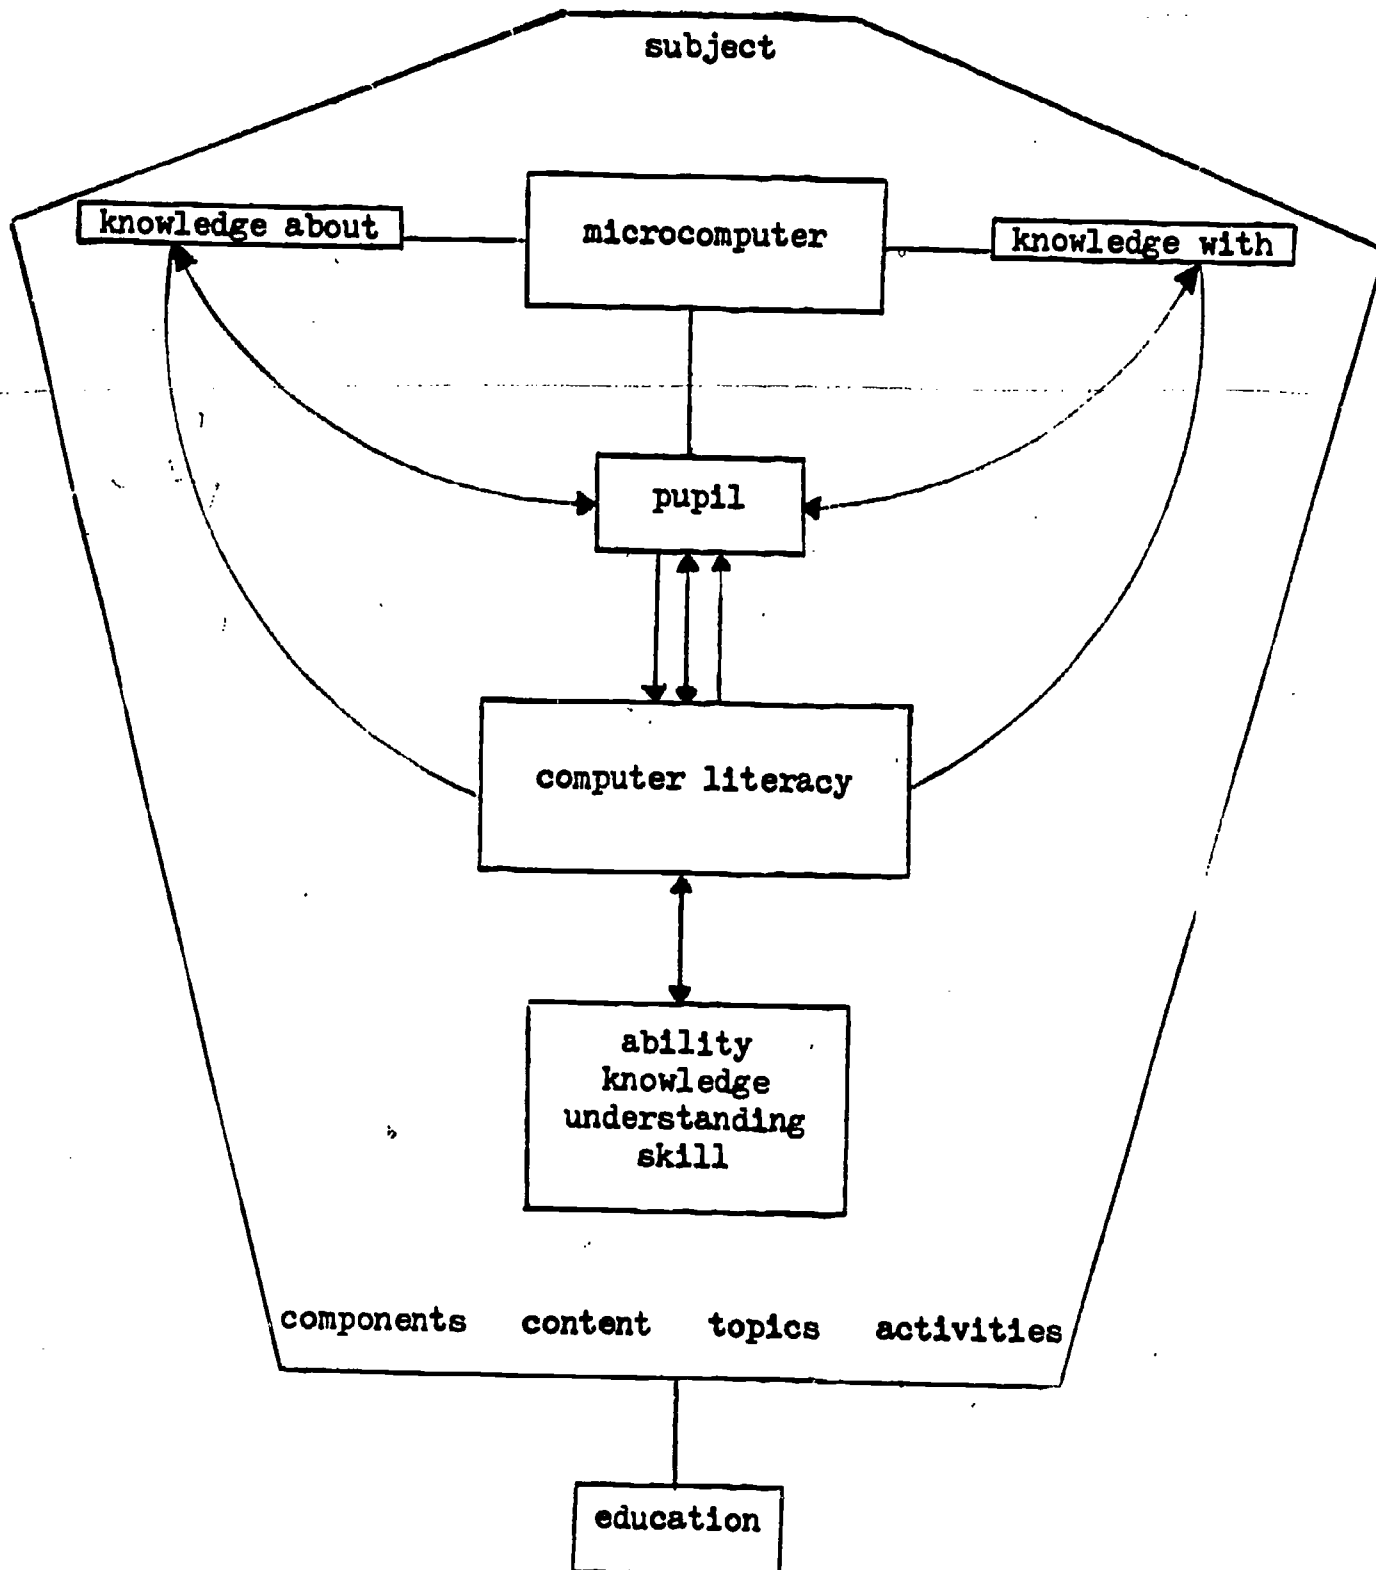 subject
knowledge about
microcomputer
knowledge with
pupil
computer literacy
ability
knowledge
understanding
skill
components content topics activities
education